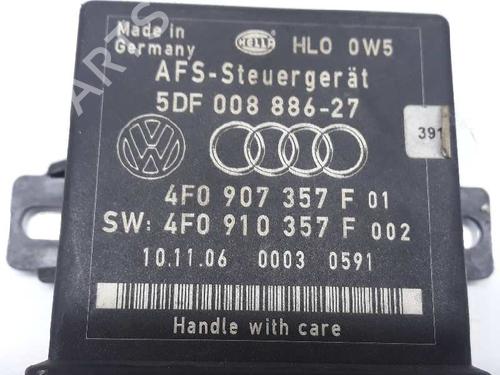 Made in
Germany
HELLA
HLO 0W5
AFS-Steuergerät
5DF 008 886-27
391
4F0 907 357 F 01
SW: 4F0 910 357 F 002
10.11.06 0003 0591
Handle with care